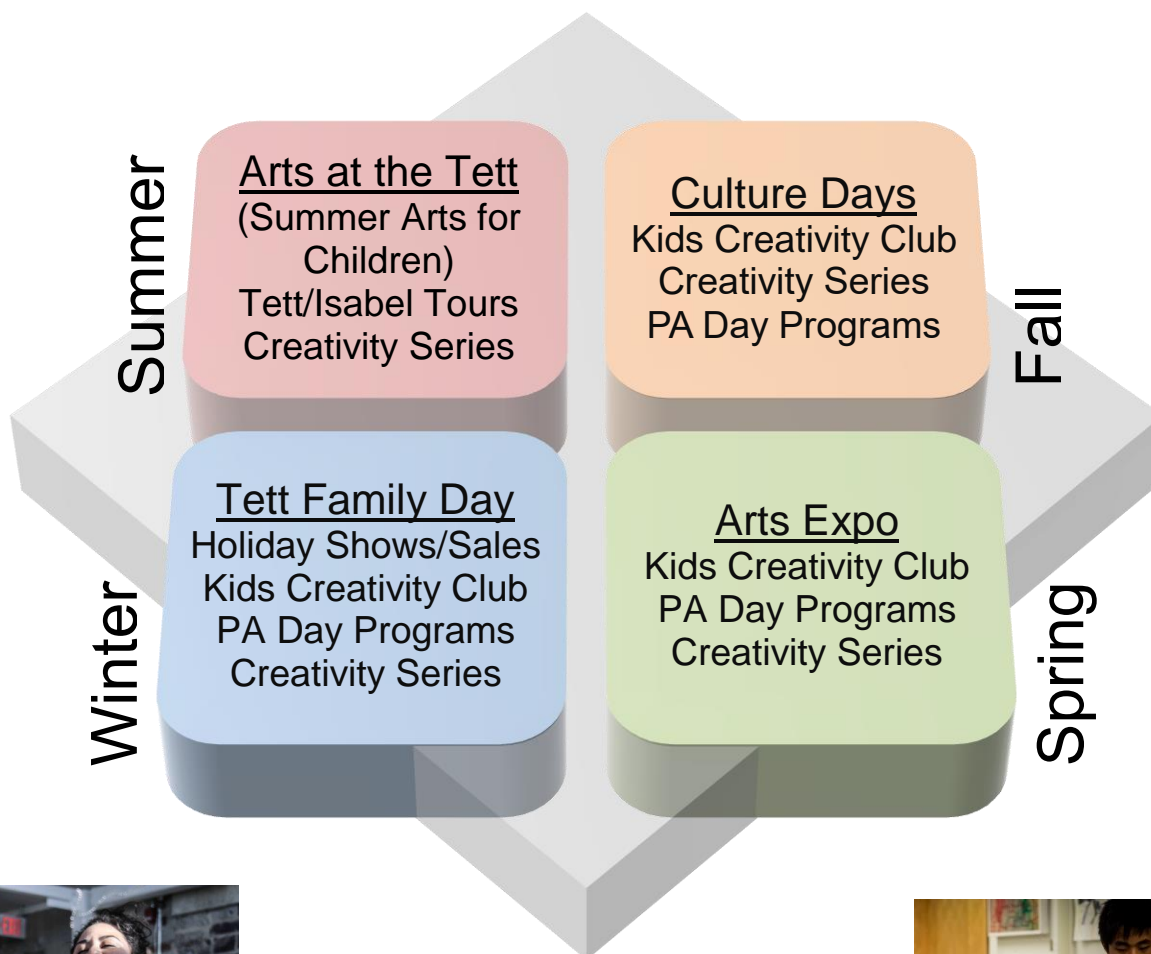 Summer
Arts at the Tett
(Summer Arts for
Children)
Tett/Isabel Tours
Creativity Series
Culture Days
Kids Creativity Club
Creativity Series
PA Day Programs
Fall
Winter
Tett Family Day
Holiday Shows/Sales
Kids Creativity Club
PA Day Programs
Creativity Series
Arts Expo
Kids Creativity Club
PA Day Programs
Creativity Series
Spring